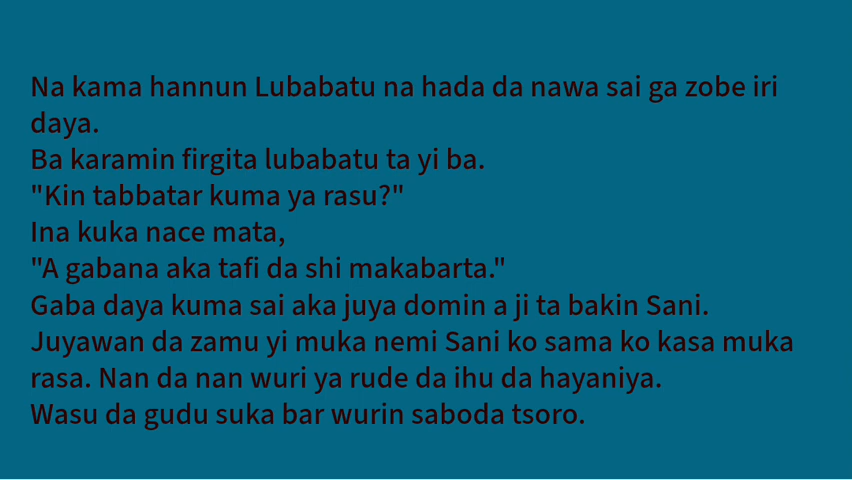 Na kama hannun Lubabatu na hada da nawa sai ga zobe iri
daya.
Ba karamin firgita lubabatu ta yi ba.
"Kin tabbatar kuma ya rasu?"
Ina kuka nace mata,
"A gabana aka tafi da shi makabarta."
Gaba daya kuma sai aka juya domin a ji ta bakin Sani.
Juyawan da zamu yi muka nemi Sani ko sama ko kasa muka
rasa. Nan da nan wuri ya rude da ihu da hayaniya.
Wasu da gudu suka bar wurin saboda tsoro.